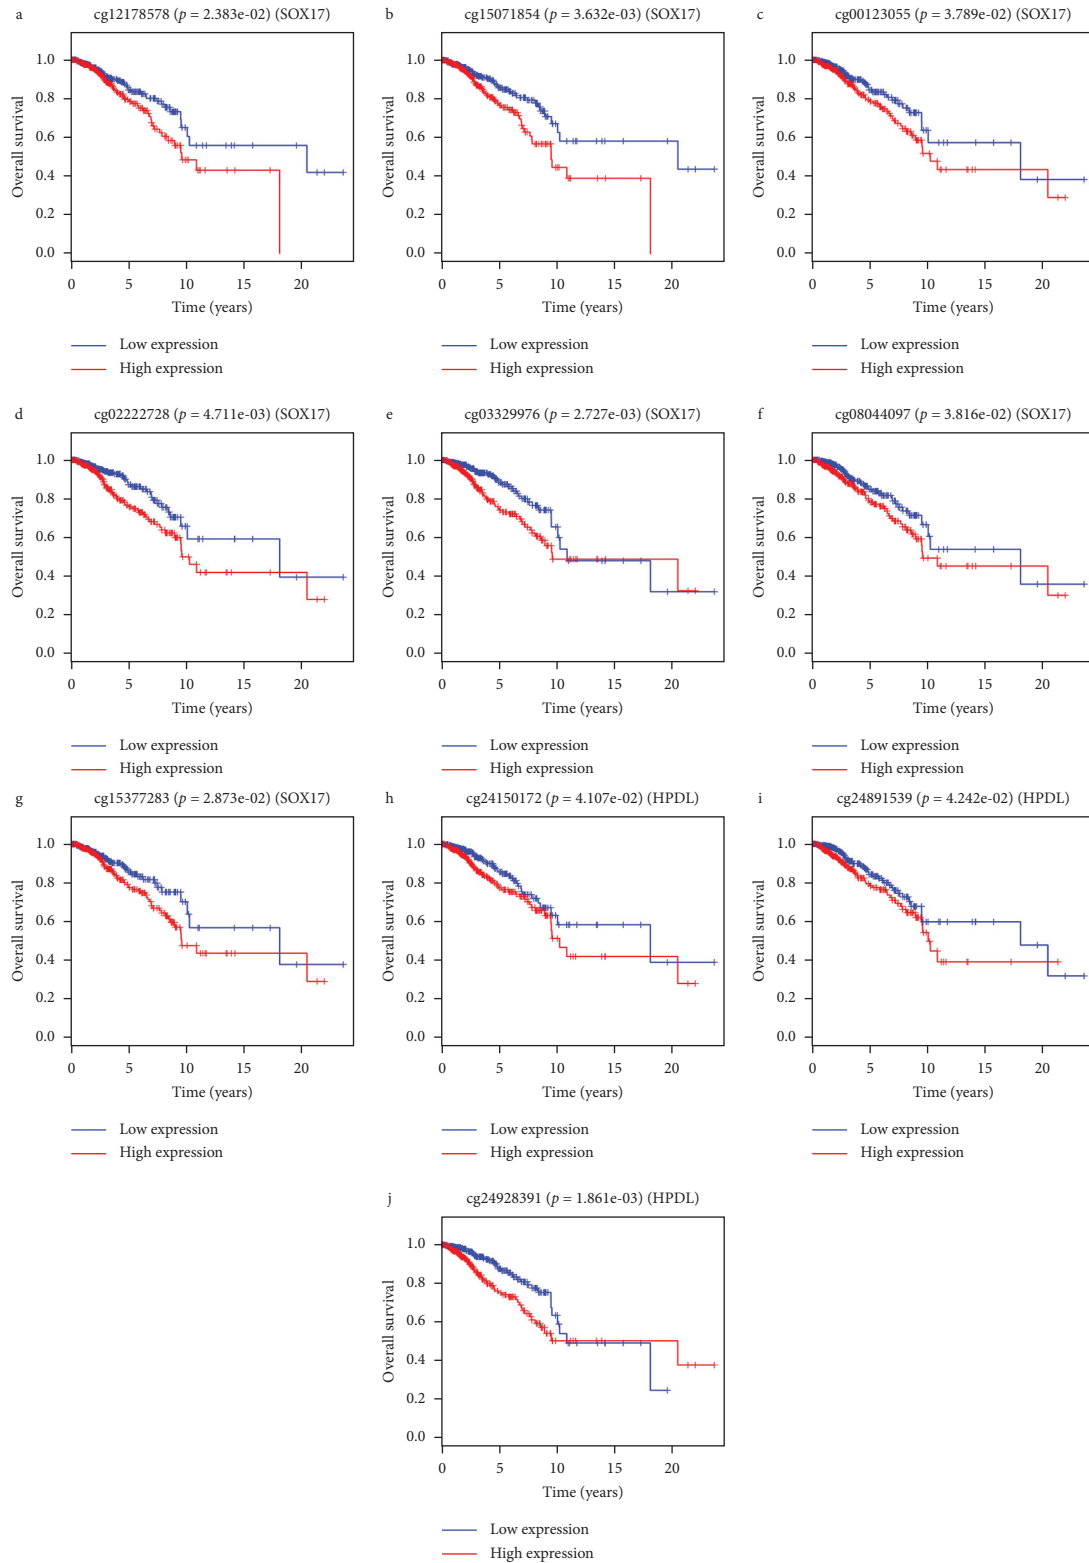 a cg12178578 (p = 2.383e-02) (SOX17)
Overall survival
1.0
0.8
0.6
0.4
0.2
0.0
0 5 10 15 20
Time (years)
Low expression
High expression
b cg15071854 (p = 3.632e-03) (SOX17)
Overall survival
1.0
0.8
0.6
0.4
0.2
0.0
0 5 10 15 20
Time (years)
Low expression
High expression
c cg00123055 (p = 3.789e-02) (SOX17)
Overall survival
1.0
0.8
0.6
0.4
0.2
0.0
0 5 10 15 20
Time (years)
Low expression
High expression
d cg02222728 (p = 4.711e-03) (SOX17)
Overall survival
1.0
0.8
0.6
0.4
0.2
0.0
0 5 10 15 20
Time (years)
Low expression
High expression
e cg03329976 (p = 2.727e-03) (SOX17)
Overall survival
1.0
0.8
0.6
0.4
0.2
0.0
0 5 10 15 20
Time (years)
Low expression
High expression
f cg08044097 (p = 3.816e-02) (SOX17)
Overall survival
1.0
0.8
0.6
0.4
0.2
0.0
0 5 10 15 20
Time (years)
Low expression
High expression
g cg15377283 (p = 2.873e-02) (SOX17)
Overall survival
1.0
0.8
0.6
0.4
0.2
0.0
0 5 10 15 20
Time (years)
Low expression
High expression
h cg24150172 (p = 4.107e-02) (HPDL)
Overall survival
1.0
0.8
0.6
0.4
0.2
0.0
0 5 10 15 20
Time (years)
Low expression
High expression
i cg24891539 (p = 4.242e-02) (HPDL)
Overall survival
1.0
0.8
0.6
0.4
0.2
0.0
0 5 10 15 20
Time (years)
Low expression
High expression
j cg24928391 (p = 1.861e-03) (HPDL)
Overall survival
1.0
0.8
0.6
0.4
0.2
0.0
0 5 10 15 20
Time (years)
Low expression
High expression